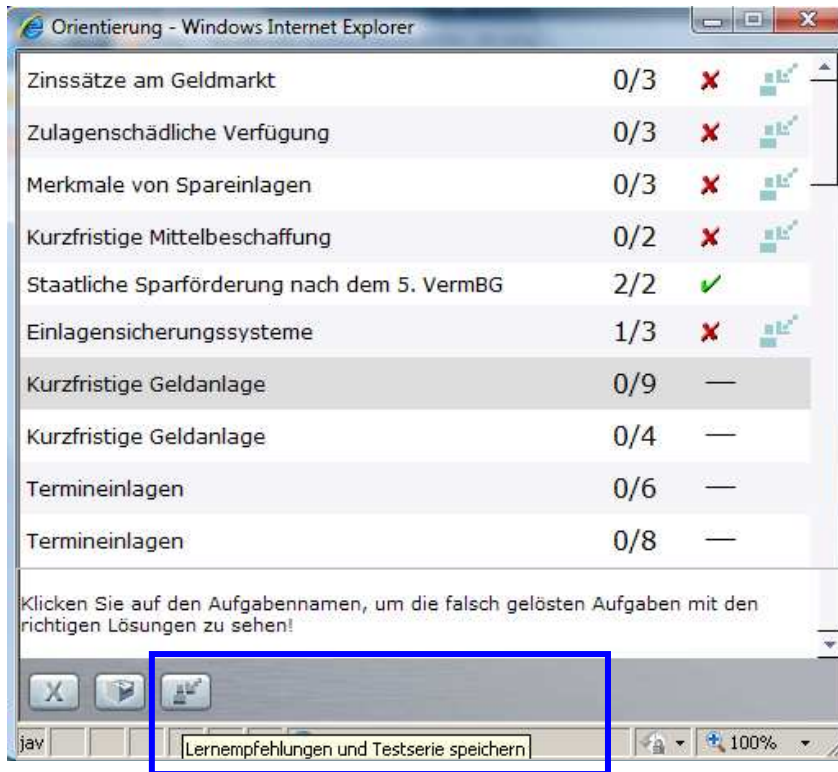 Orientierung - Windows Internet Explorer
Zinssätze am Geldmarkt 0/3
Zulagenschädliche Verfügung 0/3
Merkmale von Spareinlagen 0/3
Kurzfristige Mittelbeschaffung 0/2
Staatliche Sparförderung nach dem 5. VermBG 2/2
Einlagensicherungssysteme 1/3
Kurzfristige Geldanlage 0/9 —
Kurzfristige Geldanlage 0/4 —
Termineinlagen 0/6 —
Termineinlagen 0/8 —
Klicken Sie auf den Aufgabennamen, um die falsch gelösten Aufgaben mit den
richtigen Lösungen zu sehen!
X
jav
Lernempfehlungen und Testserie speichern
100%